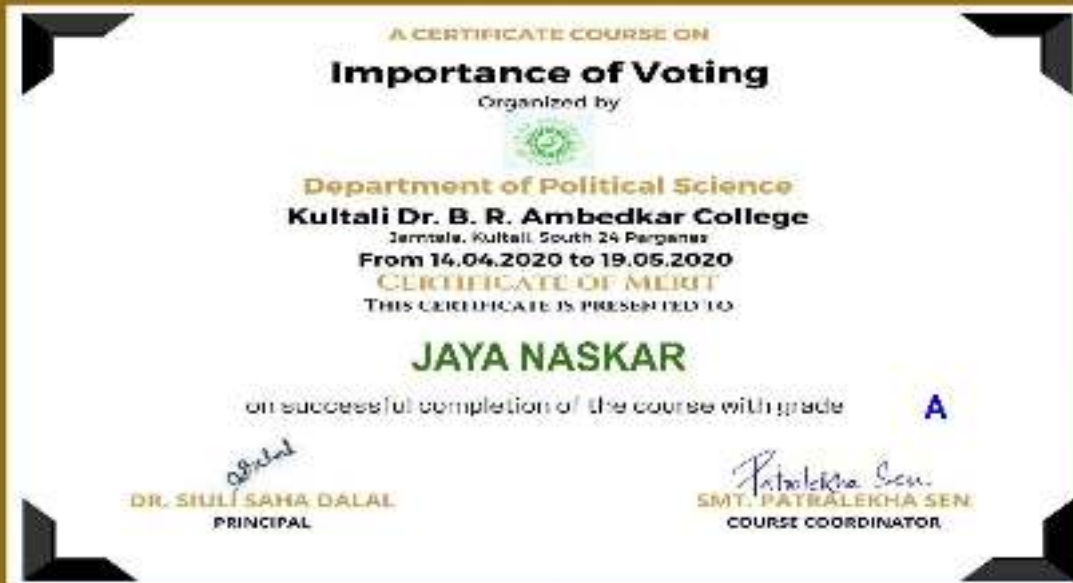 A CERTIFICATE COURSE ON
Importance of Voting
Organized by
Department of Political Science
Kultali Dr. B. R. Ambedkar College
Jamtala, Kultali, South 24 Parganas
From 14.04.2020 to 19.05.2020
CERTIFICATE OF MERIT
THIS CERTIFICATE IS PRESENTED TO
JAYA NASKAR
on successful completion of the course with grade A
Patralekha Sen.
DR. SIULI SAHA DALAL
SMT. PATRALEKHA SEN
PRINCIPAL
COURSE COORDINATOR